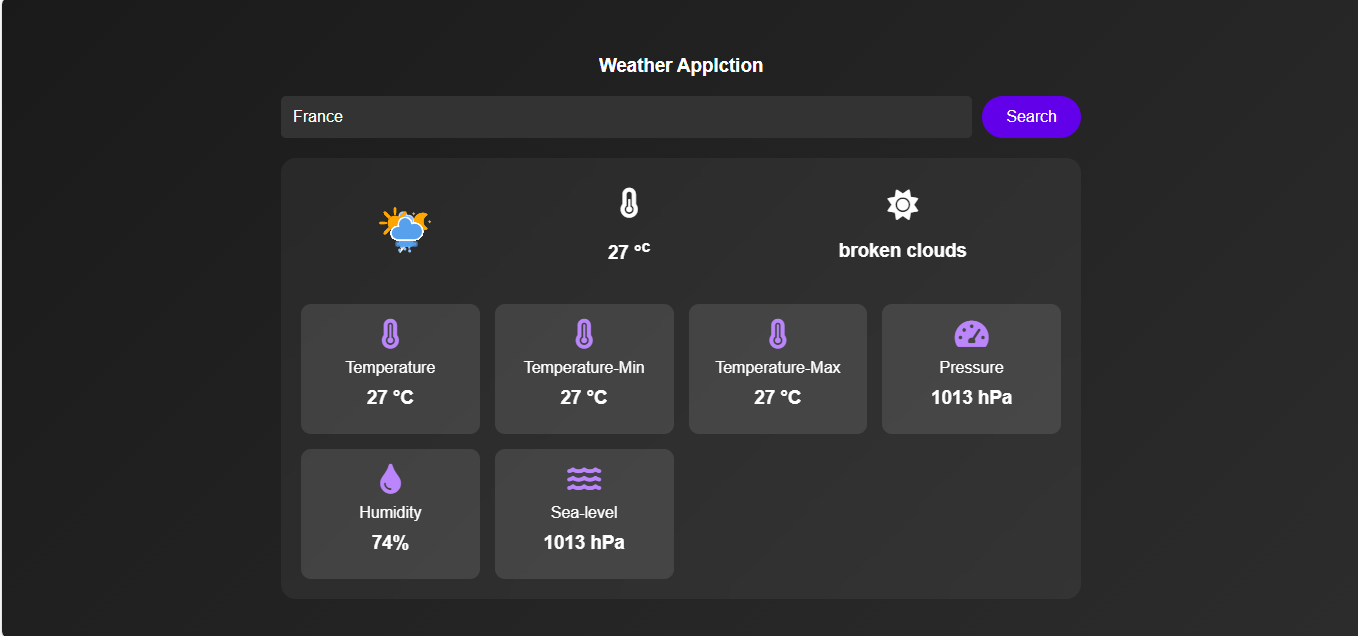 Weather Appiction
France
Search
27 °C
broken clouds
Temperature
27 °C
Temperature-Min
27 °C
Temperature-Max
27 °C
Pressure
1013 hPa
Humidity
74%
Sea-level
1013 hPa